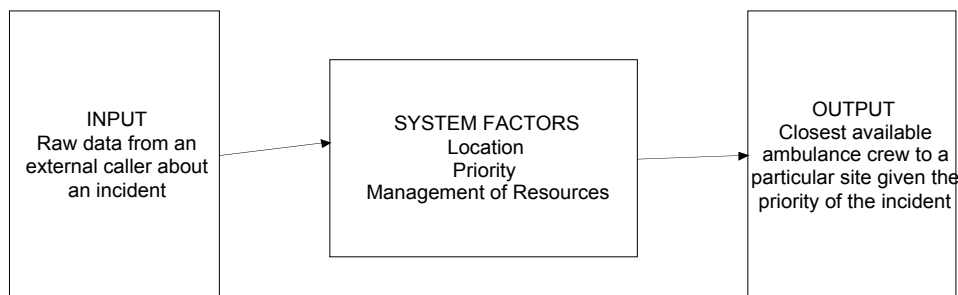 INPUT
Raw data from an
external caller about
an incident
SYSTEM FACTORS
Location
Priority
Management of Resources
OUTPUT
Closest available
ambulance crew to a
particular site given the
priority of the incident